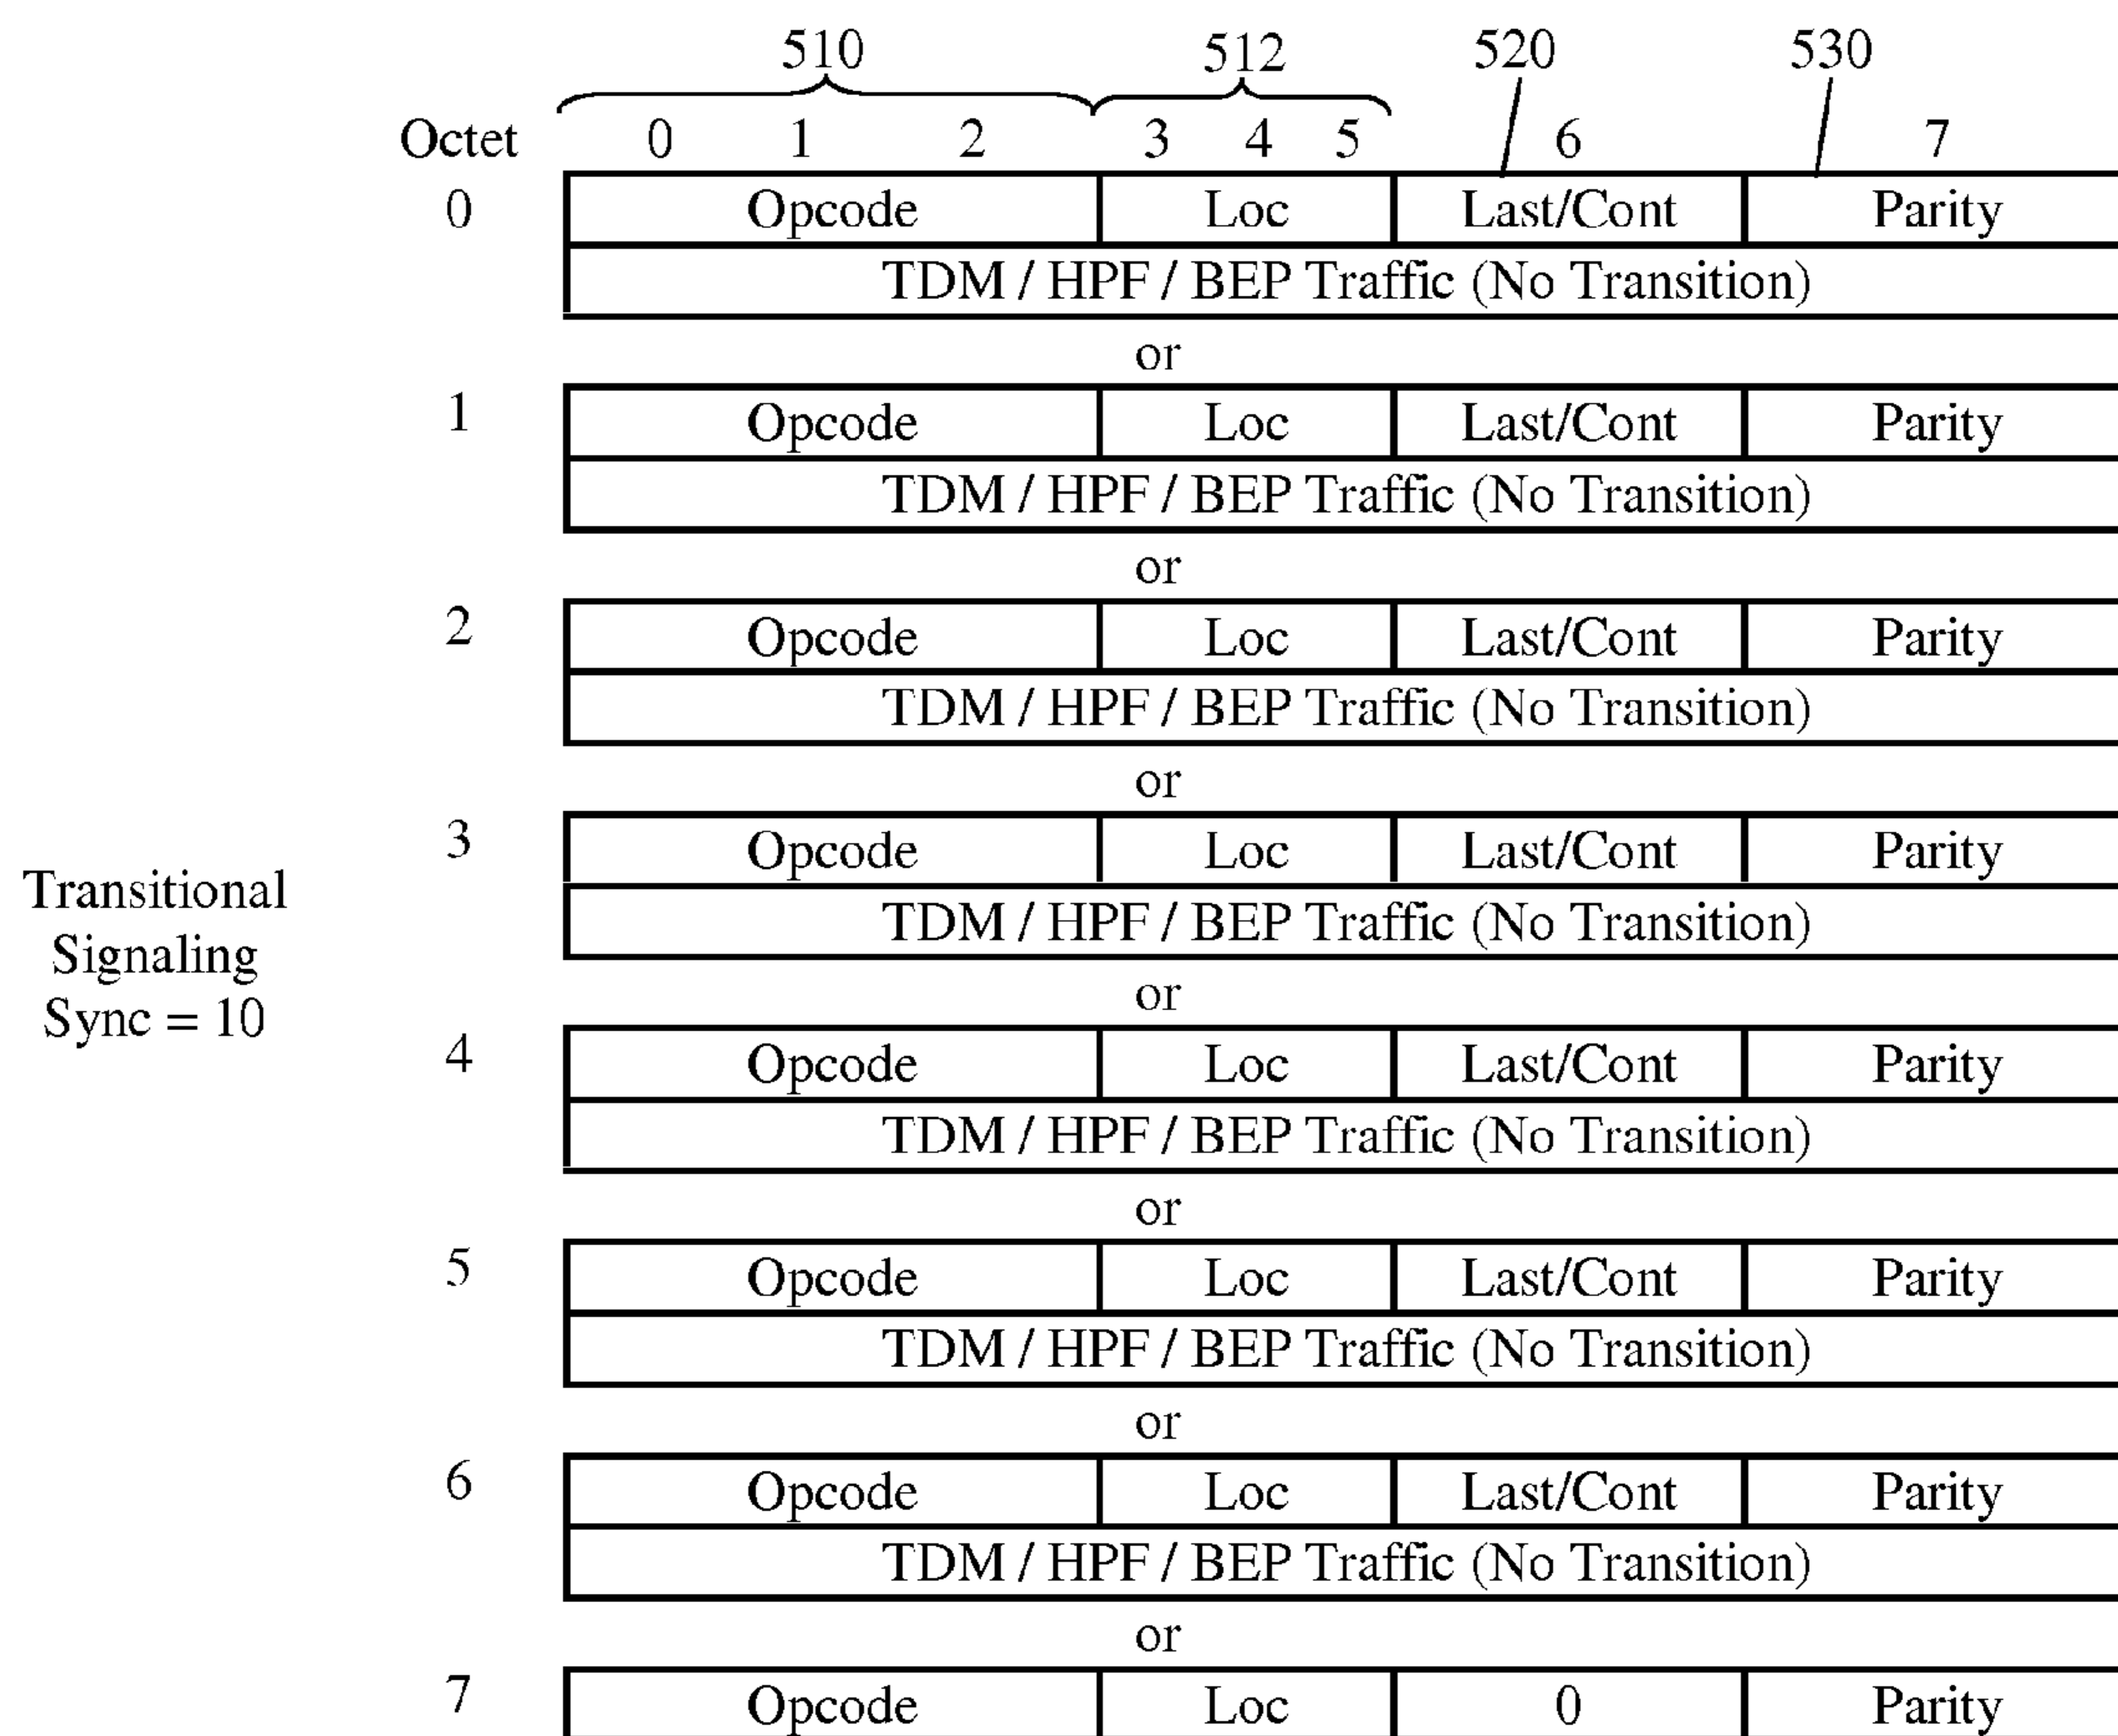 510 512 520 530
Octet 0 1 2 3 4 5 6 7
0 Opcode Loc Last/Cont Parity
TDM / HPF / BEP Traffic (No Transition)
or
1 Opcode Loc Last/Cont Parity
TDM / HPF / BEP Traffic (No Transition)
or
2 Opcode Loc Last/Cont Parity
TDM / HPF / BEP Traffic (No Transition)
or
3 Opcode Loc Last/Cont Parity
Transitional
TDM / HPF / BEP Traffic (No Transition)
Signaling
or
Sync = 10
4 Opcode Loc Last/Cont Parity
TDM / HPF / BEP Traffic (No Transition)
or
5 Opcode Loc Last/Cont Parity
TDM / HPF / BEP Traffic (No Transition)
or
6 Opcode Loc Last/Cont Parity
TDM / HPF / BEP Traffic (No Transition)
or
7 Opcode Loc 0 Parity